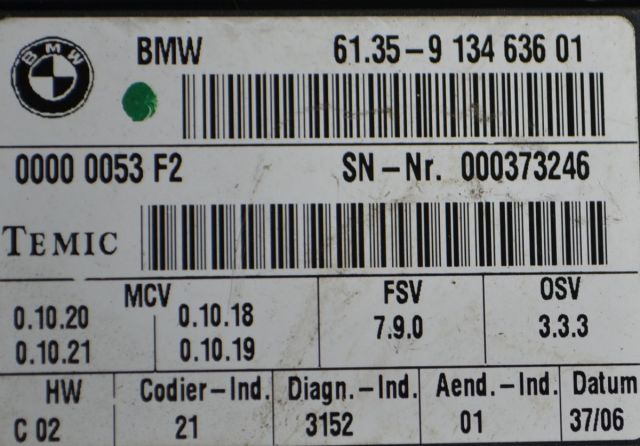 BMW
BMW 61.35-9 134 636 01
0000 0053 F2 SN-Nr. 000373246
TEMIC
MCV FSV OSV
0.10.20 0.10.18 7.9.0 3.3.3
0.10.21 0.10.19
HW Codier-Ind. Diagn.-Ind. Aend.-Ind. Datum
C 02 21 3152 01 37/06